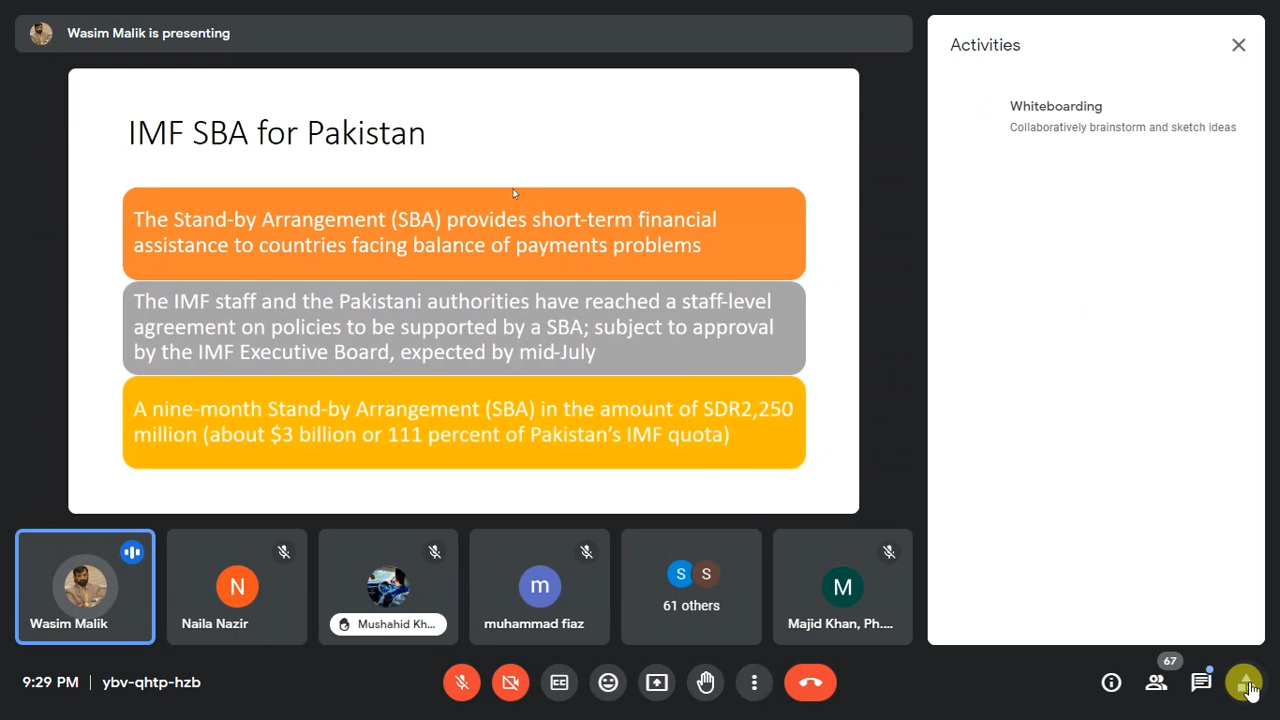 Wasim Malik is presenting
IMF SBA for Pakistan
The Stand-by Arrangement (SBA) provides short-term financial
assistance to countries facing balance of payments problems
The IMF staff and the Pakistani authorities have reached a staff-level
agreement on policies to be supported by a SBA; subject to approval
by the IMF Executive Board, expected by mid-July
A nine-month Stand-by Arrangement (SBA) in the amount of SDR2,250
million (about $3 billion or 111 percent of Pakistan’s IMF quota)
Activities
Whiteboarding
Collaboratively brainstorm and sketch ideas
Wasim Malik
N
Naila Nazir
Mushahid Kh...
m
muhammad fiaz
S S
61 others
M
Majid Khan, Ph....
9:29 PM | ybv-qhtp-hzb
CC
67